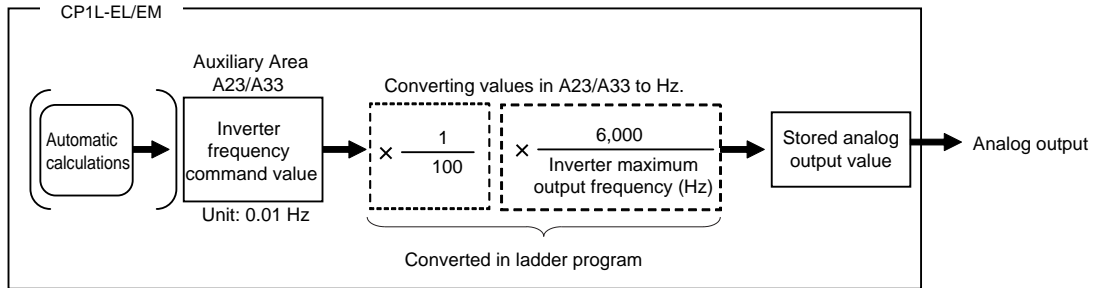 CP1L-EL/EM
Auxiliary Area
A23/A33
Converting values in A23/A33 to Hz.
Automatic
calculations
Inverter
frequency
command value
× 1
100
× 6,000
Inverter maximum
output frequency (Hz)
Stored analog
output value
Analog output
Unit: 0.01 Hz
Converted in ladder program